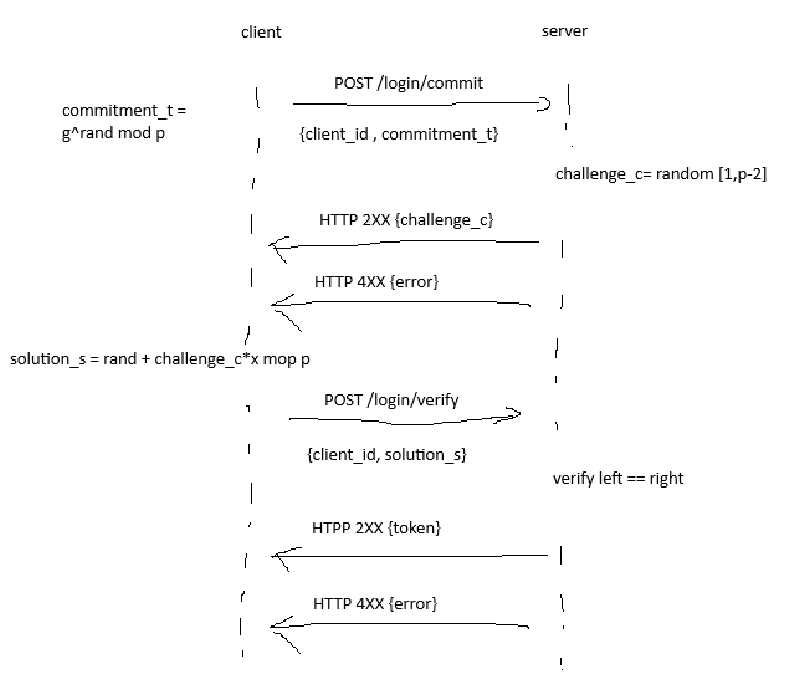 client
server
POST /login/commit
commitment_t =
g^rand mod p
{client_id , commitment_t}
challenge_c= random [1,p-2]
HTTP 2XX {challenge_c}
HTTP 4XX {error}
solution_s = rand + challenge_c*x mop p
POST /login/verify
{client_id, solution_s}
verify left == right
HTPP 2XX {token}
HTTP 4XX {error}